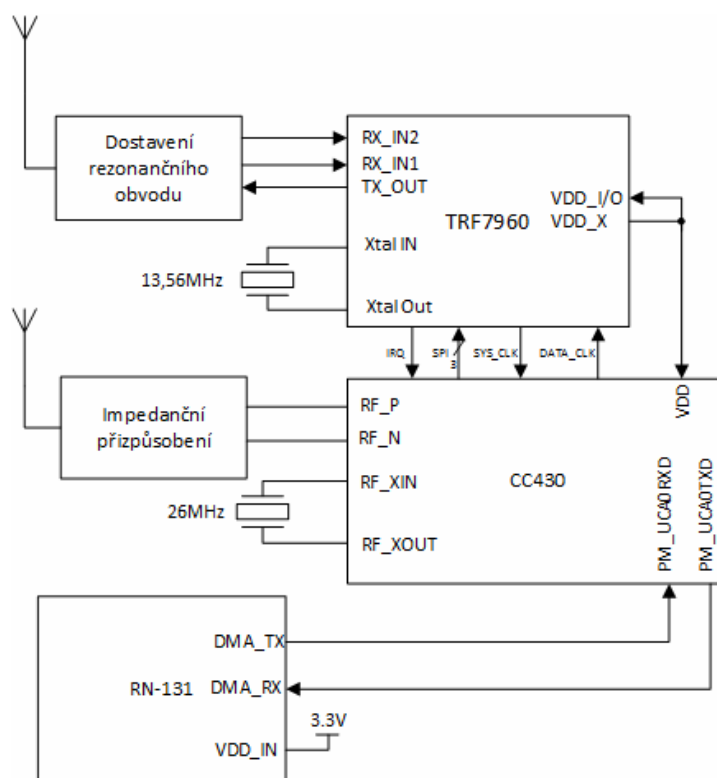 Dostavení
rezonančního
obvodu
RX_IN2
RX_IN1
TX_OUT
VDD_I/O
VDD_X
TRF7960
Xtal IN
13,56MHz
Xtal Out
IRQ
SPI
3
SYS_CLK
DATA_CLK
Impedanční
přizpůsobení
RF_P
RF_N
VDD
CC430
RF_XIN
26MHz
RF_XOUT
PM_UCA0RXD
PM_UCA0TXD
DMA_TX
RN-131
DMA_RX
3.3V
VDD_IN